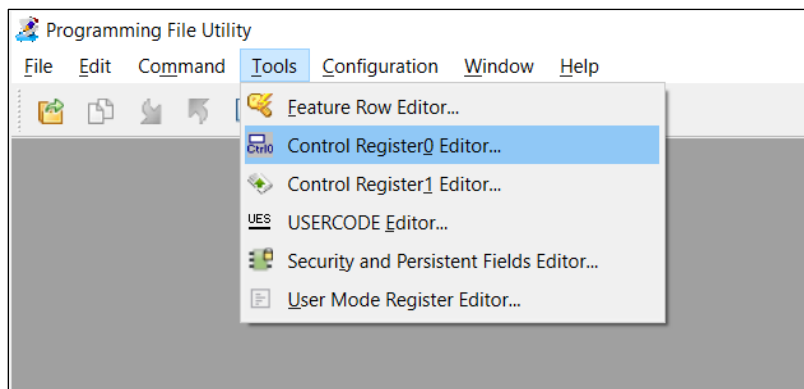 Programming File Utility
File Edit Command Tools Configuration Window Help
Feature Row Editor...
Ctrl0 Control Register0 Editor...
Control Register1 Editor...
UES USERCODE Editor...
Security and Persistent Fields Editor...
User Mode Register Editor...